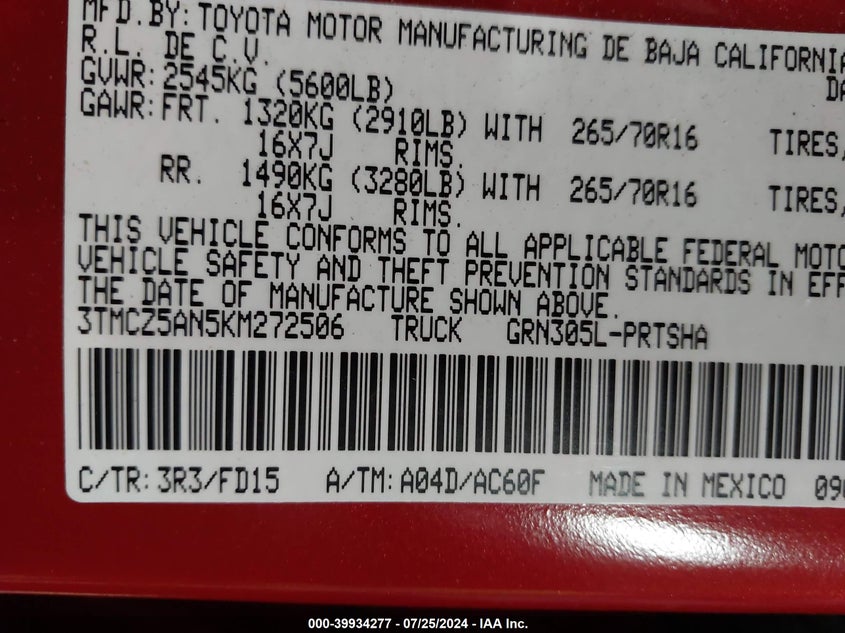 MFD.BY: TOYOTA MOTOR MANUFACTURING DE BAJA CALIFORNIA
R.L. DE C.V.
GVWR: 2545KG (5600LB)
GAWR: FRT. 1320KG (2910LB) WITH 265/70R16 TIRES,
16X7J RIMS.
RR. 1490KG (3280LB) WITH 265/70R16 TIRES,
16X7J RIMS.
THIS VEHICLE CONFORMS TO ALL APPLICABLE FEDERAL MOTO
VEHICLE SAFETY AND THEFT PREVENTION STANDARDS IN EFF
THE DATE OF MANUFACTURE SHOWN ABOVE.
3TMCZ5AN5KM272506 TRUCK GRN305L-PRTSHA
C/TR: 3R3/FD15 A/TM: A04D/AC60F MADE IN MEXICO
000-39934277 - 07/25/2024 - IAA Inc.